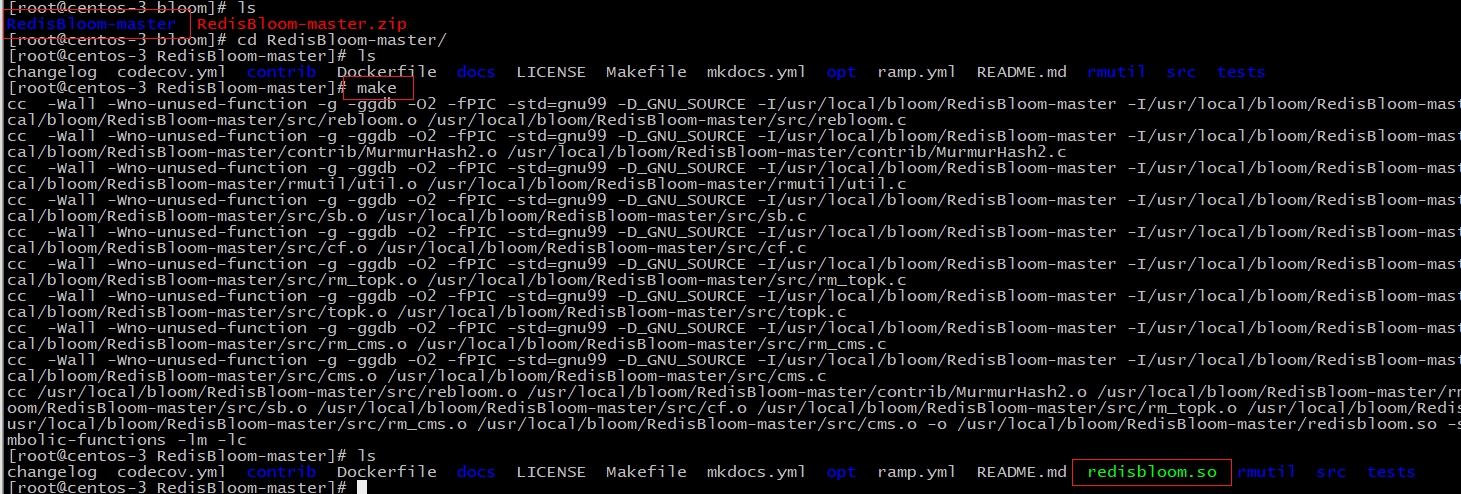 [root@centos-3 bloom]# ls
RedisBloom-master RedisBloom-master.zip
[root@centos-3 bloom]# cd RedisBloom-master/
[root@centos-3 RedisBloom-master]# ls
changelog codecov.yml contrib Dockerfile docs LICENSE Makefile mkdocs.yml opt ramp.yml README.md rmutil src tests
[root@centos-3 RedisBloom-master]# make
cc -Wall -Wno-unused-function -g -ggdb -O2 -fPIC -std=gnu99 -D_GNU_SOURCE -I/usr/local/bloom/RedisBloom-master -I/usr/local/bloom/RedisBloom-mast
cal/bloom/RedisBloom-master/src/rebloom.o /usr/local/bloom/RedisBloom-master/src/rebloom.c
cc -Wall -Wno-unused-function -g -ggdb -O2 -fPIC -std=gnu99 -D_GNU_SOURCE -I/usr/local/bloom/RedisBloom-master -I/usr/local/bloom/RedisBloom-mast
cal/bloom/RedisBloom-master/contrib/MurmurHash2.o /usr/local/bloom/RedisBloom-master/contrib/MurmurHash2.c
cc -Wall -Wno-unused-function -g -ggdb -O2 -fPIC -std=gnu99 -D_GNU_SOURCE -I/usr/local/bloom/RedisBloom-master -I/usr/local/bloom/RedisBloom-mast
cal/bloom/RedisBloom-master/rmutil/util.o /usr/local/bloom/RedisBloom-master/rmutil/util.c
cc -Wall -Wno-unused-function -g -ggdb -O2 -fPIC -std=gnu99 -D_GNU_SOURCE -I/usr/local/bloom/RedisBloom-master -I/usr/local/bloom/RedisBloom-mast
cal/bloom/RedisBloom-master/src/sb.o /usr/local/bloom/RedisBloom-master/src/sb.c
cc -Wall -Wno-unused-function -g -ggdb -O2 -fPIC -std=gnu99 -D_GNU_SOURCE -I/usr/local/bloom/RedisBloom-master -I/usr/local/bloom/RedisBloom-mast
cal/bloom/RedisBloom-master/src/cf.o /usr/local/bloom/RedisBloom-master/src/cf.c
cc -Wall -Wno-unused-function -g -ggdb -O2 -fPIC -std=gnu99 -D_GNU_SOURCE -I/usr/local/bloom/RedisBloom-master -I/usr/local/bloom/RedisBloom-mast
cal/bloom/RedisBloom-master/src/rm_topk.o /usr/local/bloom/RedisBloom-master/src/rm_topk.c
cc -Wall -Wno-unused-function -g -ggdb -O2 -fPIC -std=gnu99 -D_GNU_SOURCE -I/usr/local/bloom/RedisBloom-master -I/usr/local/bloom/RedisBloom-mast
cal/bloom/RedisBloom-master/src/topk.o /usr/local/bloom/RedisBloom-master/src/topk.c
cc -Wall -Wno-unused-function -g -ggdb -O2 -fPIC -std=gnu99 -D_GNU_SOURCE -I/usr/local/bloom/RedisBloom-master -I/usr/local/bloom/RedisBloom-mast
cal/bloom/RedisBloom-master/src/rm_cms.o /usr/local/bloom/RedisBloom-master/src/rm_cms.c
cc -Wall -Wno-unused-function -g -ggdb -O2 -fPIC -std=gnu99 -D_GNU_SOURCE -I/usr/local/bloom/RedisBloom-master -I/usr/local/bloom/RedisBloom-mast
cal/bloom/RedisBloom-master/src/cms.o /usr/local/bloom/RedisBloom-master/src/cms.c
cc /usr/local/bloom/RedisBloom-master/src/rebloom.o /usr/local/bloom/RedisBloom-master/contrib/MurmurHash2.o /usr/local/bloom/RedisBloom-master/rm
oom/RedisBloom-master/src/sb.o /usr/local/bloom/RedisBloom-master/src/cf.o /usr/local/bloom/RedisBloom-master/src/rm_topk.o /usr/local/bloom/Redis
usr/local/bloom/RedisBloom-master/src/rm_cms.o /usr/local/bloom/RedisBloom-master/src/cms.o -o /usr/local/bloom/RedisBloom-master/redisbloom.so -s
mbolic-functions -lm -lc
[root@centos-3 RedisBloom-master]# ls
changelog codecov.yml contrib Dockerfile docs LICENSE Makefile mkdocs.yml opt ramp.yml README.md redisbloom.so rmutil src tests
[root@centos-3 RedisBloom-master]#